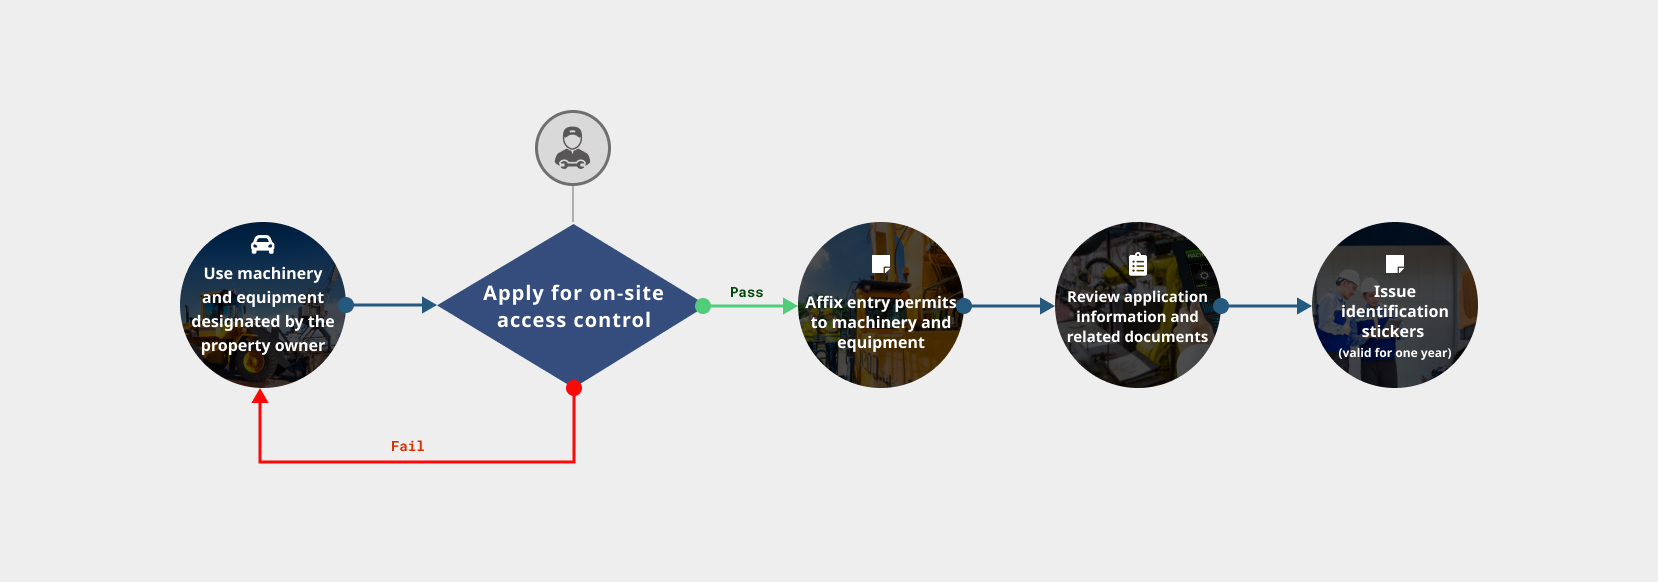 Use machinery
and equipment
designated by the
property owner
Apply for on-site
access control
Pass
Affix entry permits
to machinery and
equipment
Review application
information and
related documents
Issue
identification
stickers
(valid for one year)
Fail